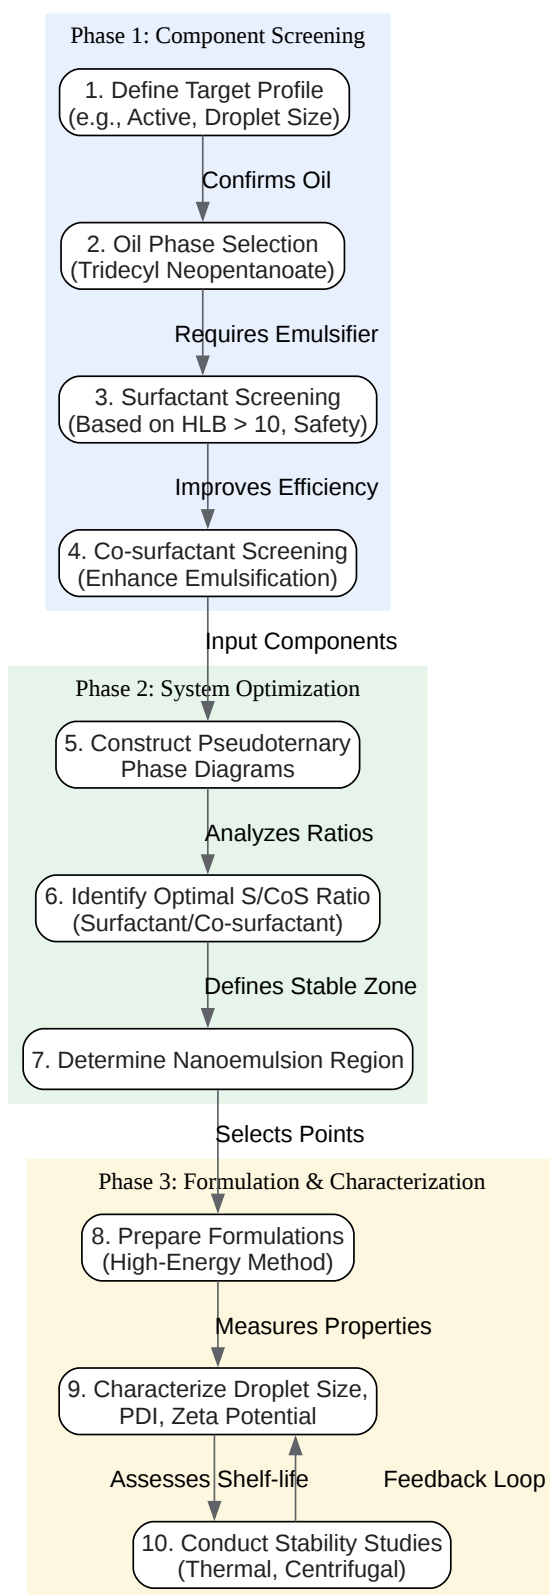 Phase 1: Component Screening
1. Define Target Profile
(e.g., Active, Droplet Size)
Confirms Oil
2. Oil Phase Selection
(Tridecyl Neopentanoate)
Requires Emulsifier
3. Surfactant Screening
(Based on HLB > 10, Safety)
Improves Efficiency
4. Co-surfactant Screening
(Enhance Emulsification)
Input Components
Phase 2: System Optimization
5. Construct Pseudoternary
Phase Diagrams
Analyzes Ratios
6. Identify Optimal S/CoS Ratio
(Surfactant/Co-surfactant)
Defines Stable Zone
7. Determine Nanoemulsion Region
Selects Points
Phase 3: Formulation & Characterization
8. Prepare Formulations
(High-Energy Method)
Measures Properties
9. Characterize Droplet Size,
PDI, Zeta Potential
Assesses Shelf-life
Feedback Loop
10. Conduct Stability Studies
(Thermal, Centrifugal)